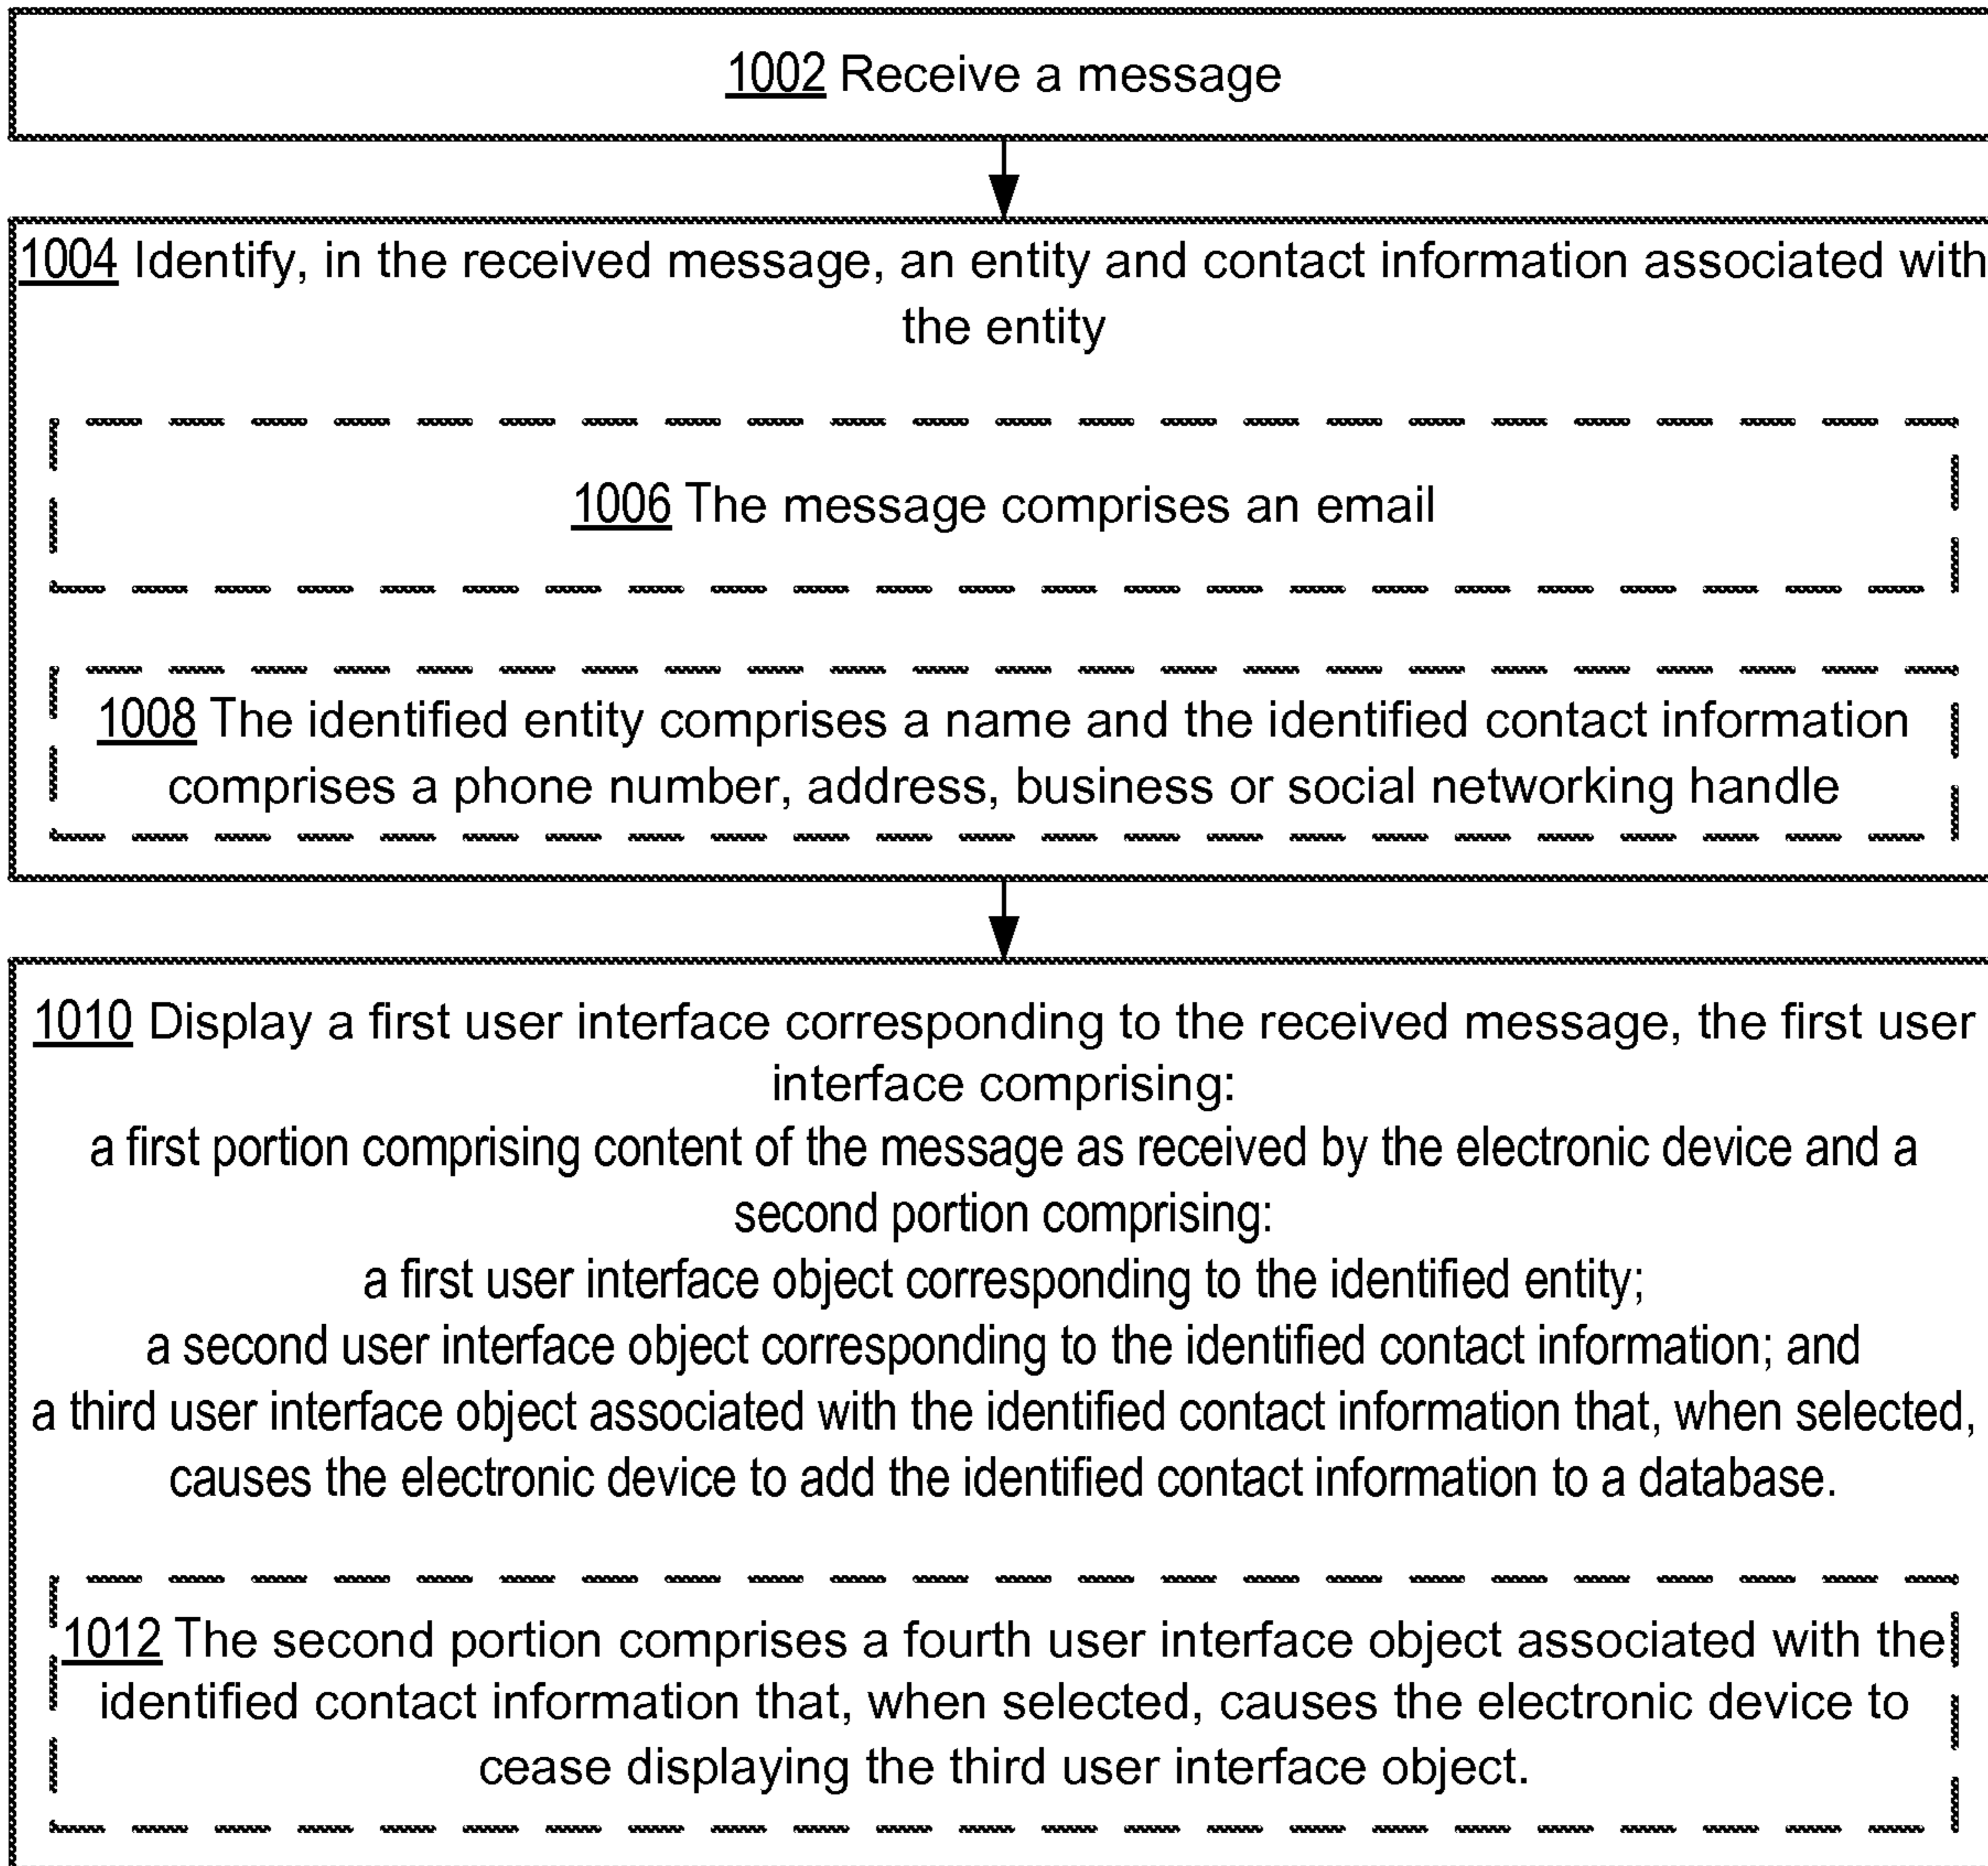 1002 Receive a message
1004 Identify, in the received message, an entity and contact information associated with
the entity
1006 The message comprises an email
1008 The identified entity comprises a name and the identified contact information
comprises a phone number, address, business or social networking handle
1010 Display a first user interface corresponding to the received message, the first user
interface comprising:
a first portion comprising content of the message as received by the electronic device and a
second portion comprising:
a first user interface object corresponding to the identified entity;
a second user interface object corresponding to the identified contact information; and
a third user interface object associated with the identified contact information that, when selected,
causes the electronic device to add the identified contact information to a database.
1012 The second portion comprises a fourth user interface object associated with the
identified contact information that, when selected, causes the electronic device to
cease displaying the third user interface object.